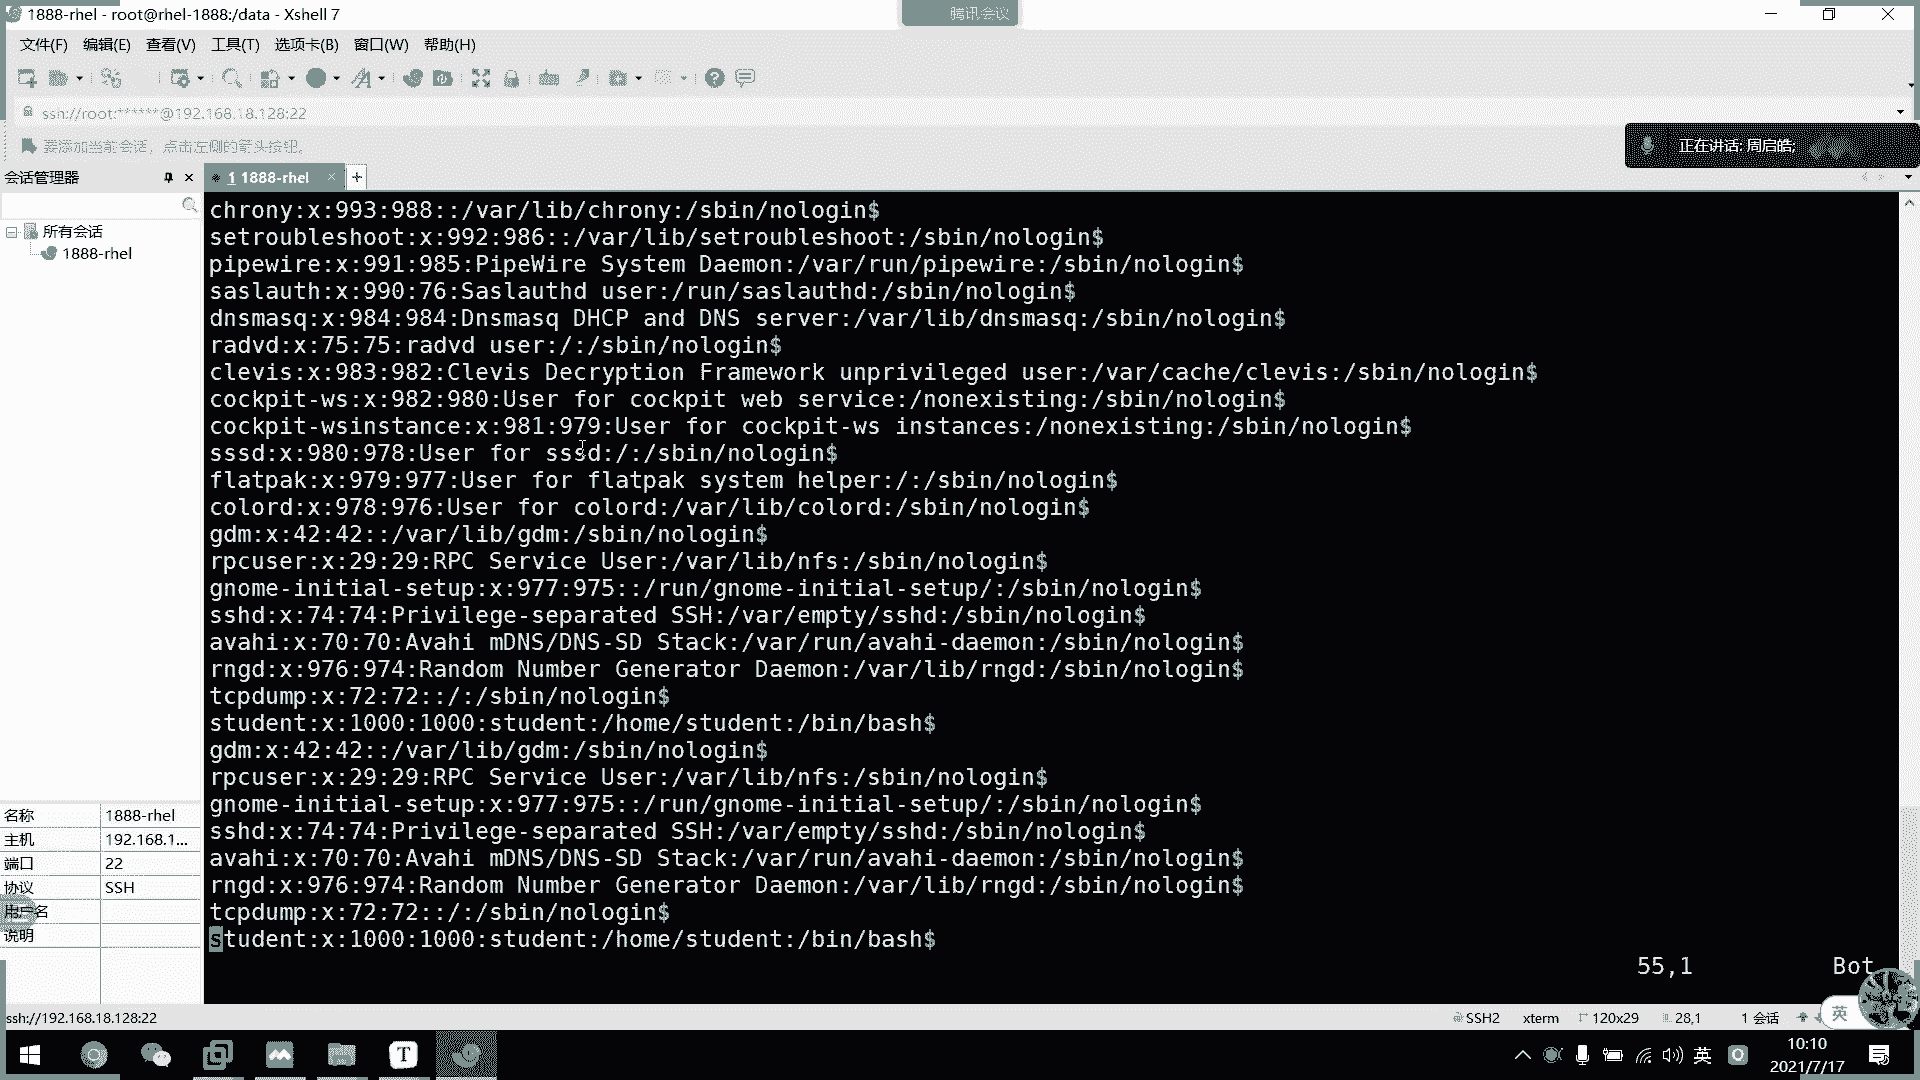 1888-rhel - root@rhel-1888:/data - Xshell 7
腾讯会议
文件(F) 编辑(E) 查看(V) 工具(T) 选项卡(B) 窗口(W) 帮助(H)
ssh://root:******@192.168.18.128:22
要添加当前会话，点击左侧的箭头按钮。
正在讲话: 周启皓;
会话管理器
1 1888-rhel
所有会话
1888-rhel
chrony:x:993:988::/var/lib/chrony:/sbin/nologin$
setroubleshoot:x:992:986::/var/lib/setroubleshoot:/sbin/nologin$
pipewire:x:991:985:PipeWire System Daemon:/var/run/pipewire:/sbin/nologin$
saslauth:x:990:76:Saslauthd user:/run/saslauthd:/sbin/nologin$
dnsmasq:x:984:984:Dnsmasq DHCP and DNS server:/var/lib/dnsmasq:/sbin/nologin$
radvd:x:75:75:radvd user:/:/sbin/nologin$
clevis:x:983:982:Clevis Decryption Framework unprivileged user:/var/cache/clevis:/sbin/nologin$
cockpit-ws:x:982:980:User for cockpit web service:/nonexisting:/sbin/nologin$
cockpit-wsinstance:x:981:979:User for cockpit-ws instances:/nonexisting:/sbin/nologin$
sssd:x:980:978:User for sssd:/:/sbin/nologin$
flatpak:x:979:977:User for flatpak system helper:/:/sbin/nologin$
colord:x:978:976:User for colord:/var/lib/colord:/sbin/nologin$
gdm:x:42:42::/var/lib/gdm:/sbin/nologin$
rpcuser:x:29:29:RPC Service User:/var/lib/nfs:/sbin/nologin$
gnome-initial-setup:x:977:975::/run/gnome-initial-setup/:/sbin/nologin$
sshd:x:74:74:Privilege-separated SSH:/var/empty/sshd:/sbin/nologin$
avahi:x:70:70:Avahi mDNS/DNS-SD Stack:/var/run/avahi-daemon:/sbin/nologin$
rngd:x:976:974:Random Number Generator Daemon:/var/lib/rngd:/sbin/nologin$
tcpdump:x:72:72::/:/sbin/nologin$
student:x:1000:1000:student:/home/student:/bin/bash$
gdm:x:42:42::/var/lib/gdm:/sbin/nologin$
rpcuser:x:29:29:RPC Service User:/var/lib/nfs:/sbin/nologin$
gnome-initial-setup:x:977:975::/run/gnome-initial-setup/:/sbin/nologin$
sshd:x:74:74:Privilege-separated SSH:/var/empty/sshd:/sbin/nologin$
avahi:x:70:70:Avahi mDNS/DNS-SD Stack:/var/run/avahi-daemon:/sbin/nologin$
rngd:x:976:974:Random Number Generator Daemon:/var/lib/rngd:/sbin/nologin$
tcpdump:x:72:72::/:/sbin/nologin$
student:x:1000:1000:student:/home/student:/bin/bash$
55,1 Bot
名称 1888-rhel
主机 192.168.1...
端口 22
协议 SSH
用户名
说明
ssh://192.168.18.128:22 SSH2 xterm 120x29 28,1 1 会话
英
英
10:10
2021/7/17